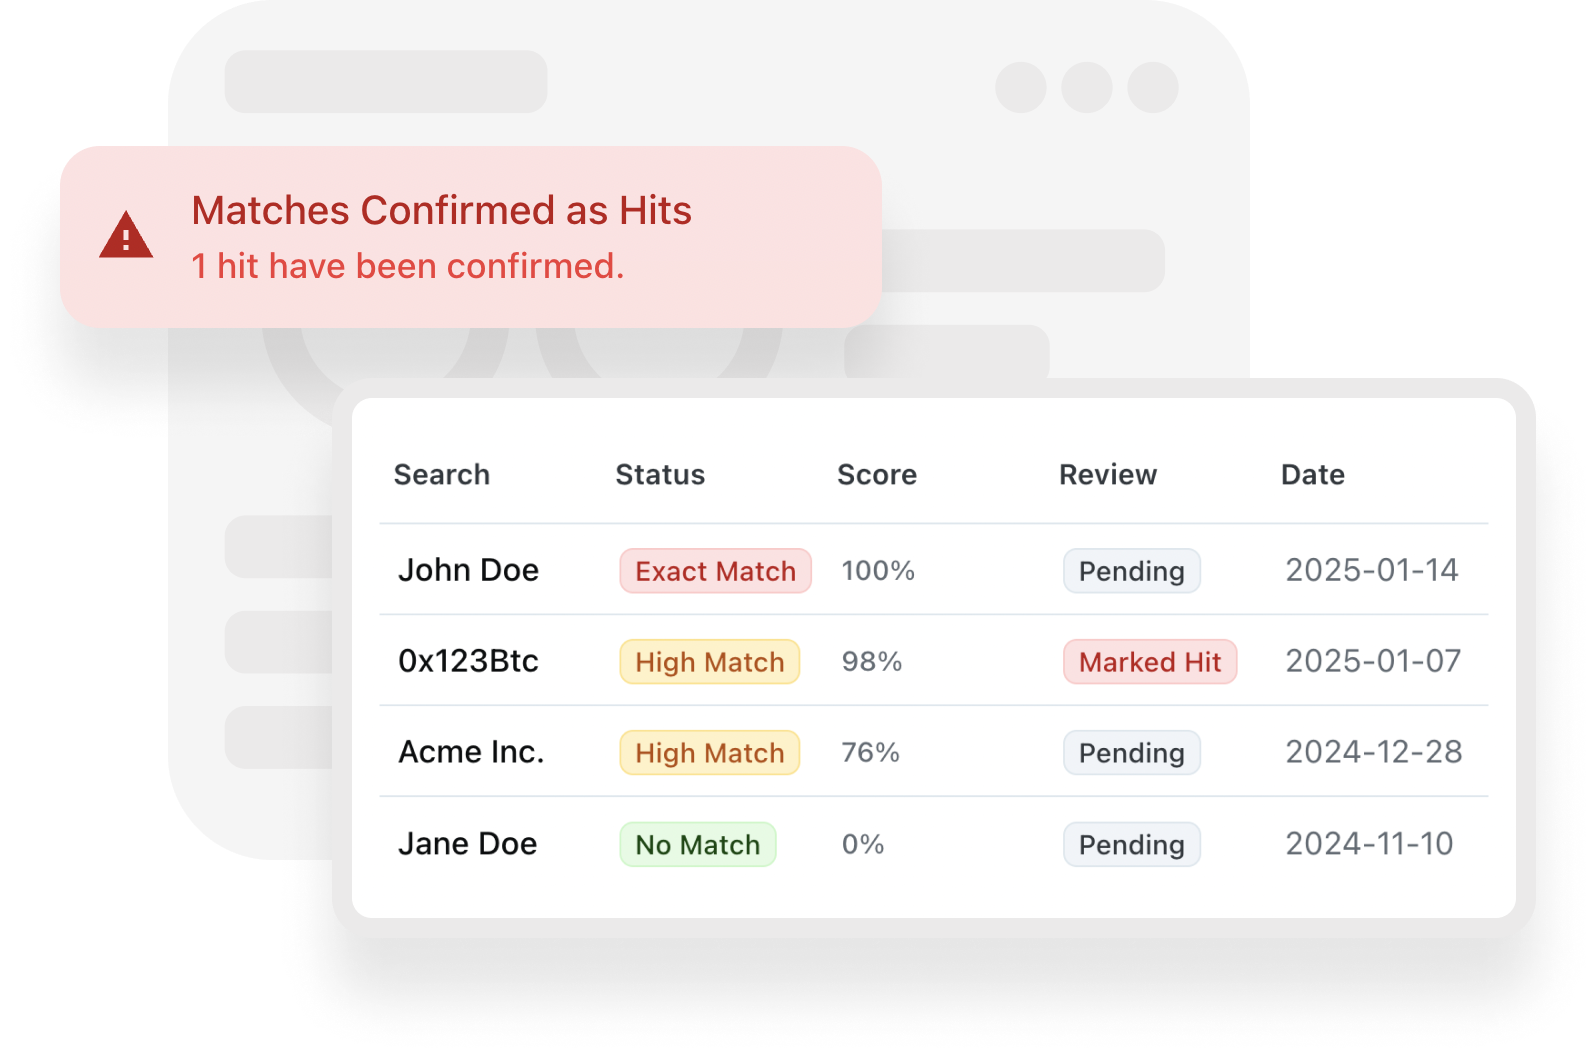 Matches Confirmed as Hits
1 hit have been confirmed.
Search Status Score Review Date
John Doe Exact Match 100% Pending 2025-01-14
0x123Btc High Match 98% Marked Hit 2025-01-07
Acme Inc. High Match 76% Pending 2024-12-28
Jane Doe No Match 0% Pending 2024-11-10